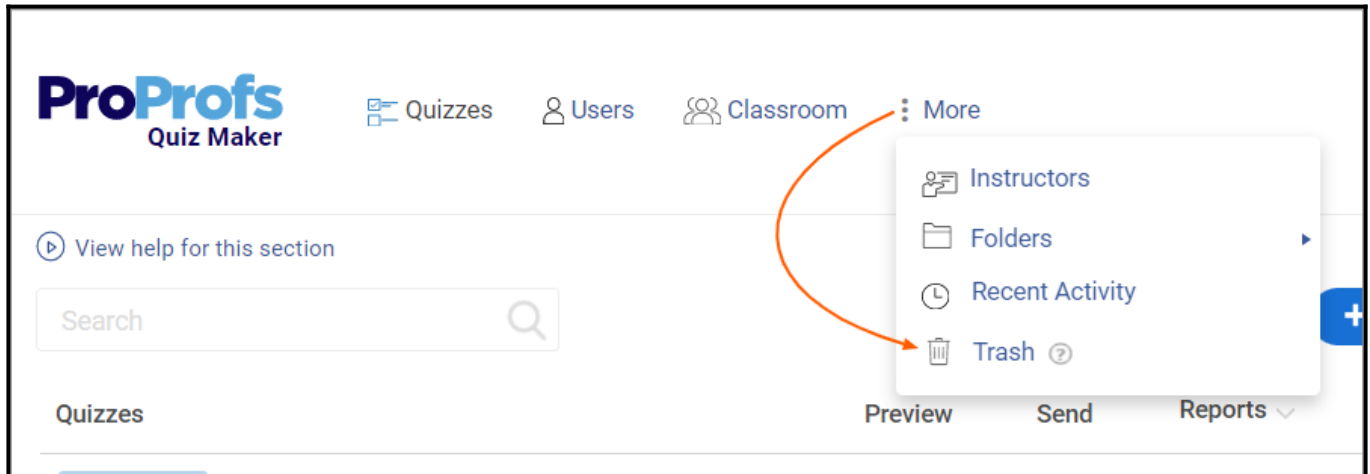 ProProfs
Quiz Maker
Quizzes Users Classroom More
Instructors
Folders
Recent Activity
Trash ?
View help for this section
Search
+
Quizzes Preview Send Reports